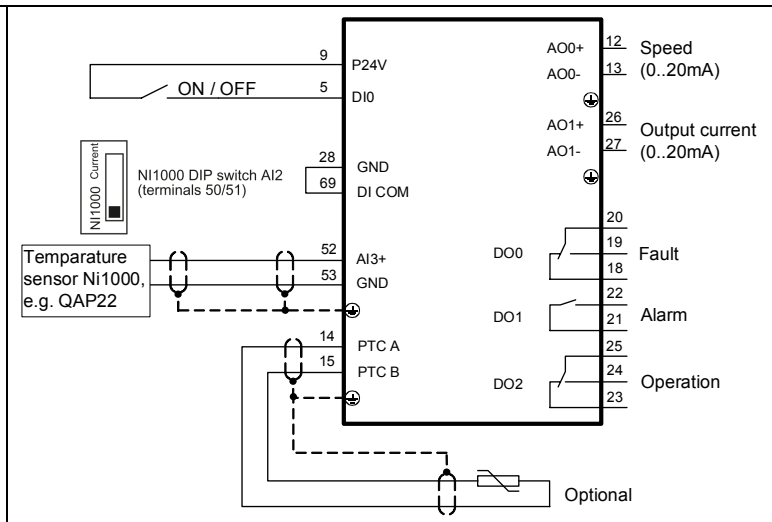 9
P24V
ON / OFF
5
DI0
NI1000 Current
NI1000 DIP switch AI2
(terminals 50/51)
28
GND
69
DI COM
Temparature
sensor Ni1000,
e.g. QAP22
52
AI3+
53
GND
14
PTC A
15
PTC B
Optional
AO0+
12
Speed
AO0-
13
(0..20mA)
AO1+
26
Output current
AO1-
27
(0..20mA)
20
DO0
19
Fault
18
22
DO1
Alarm
21
25
DO2
24
Operation
23